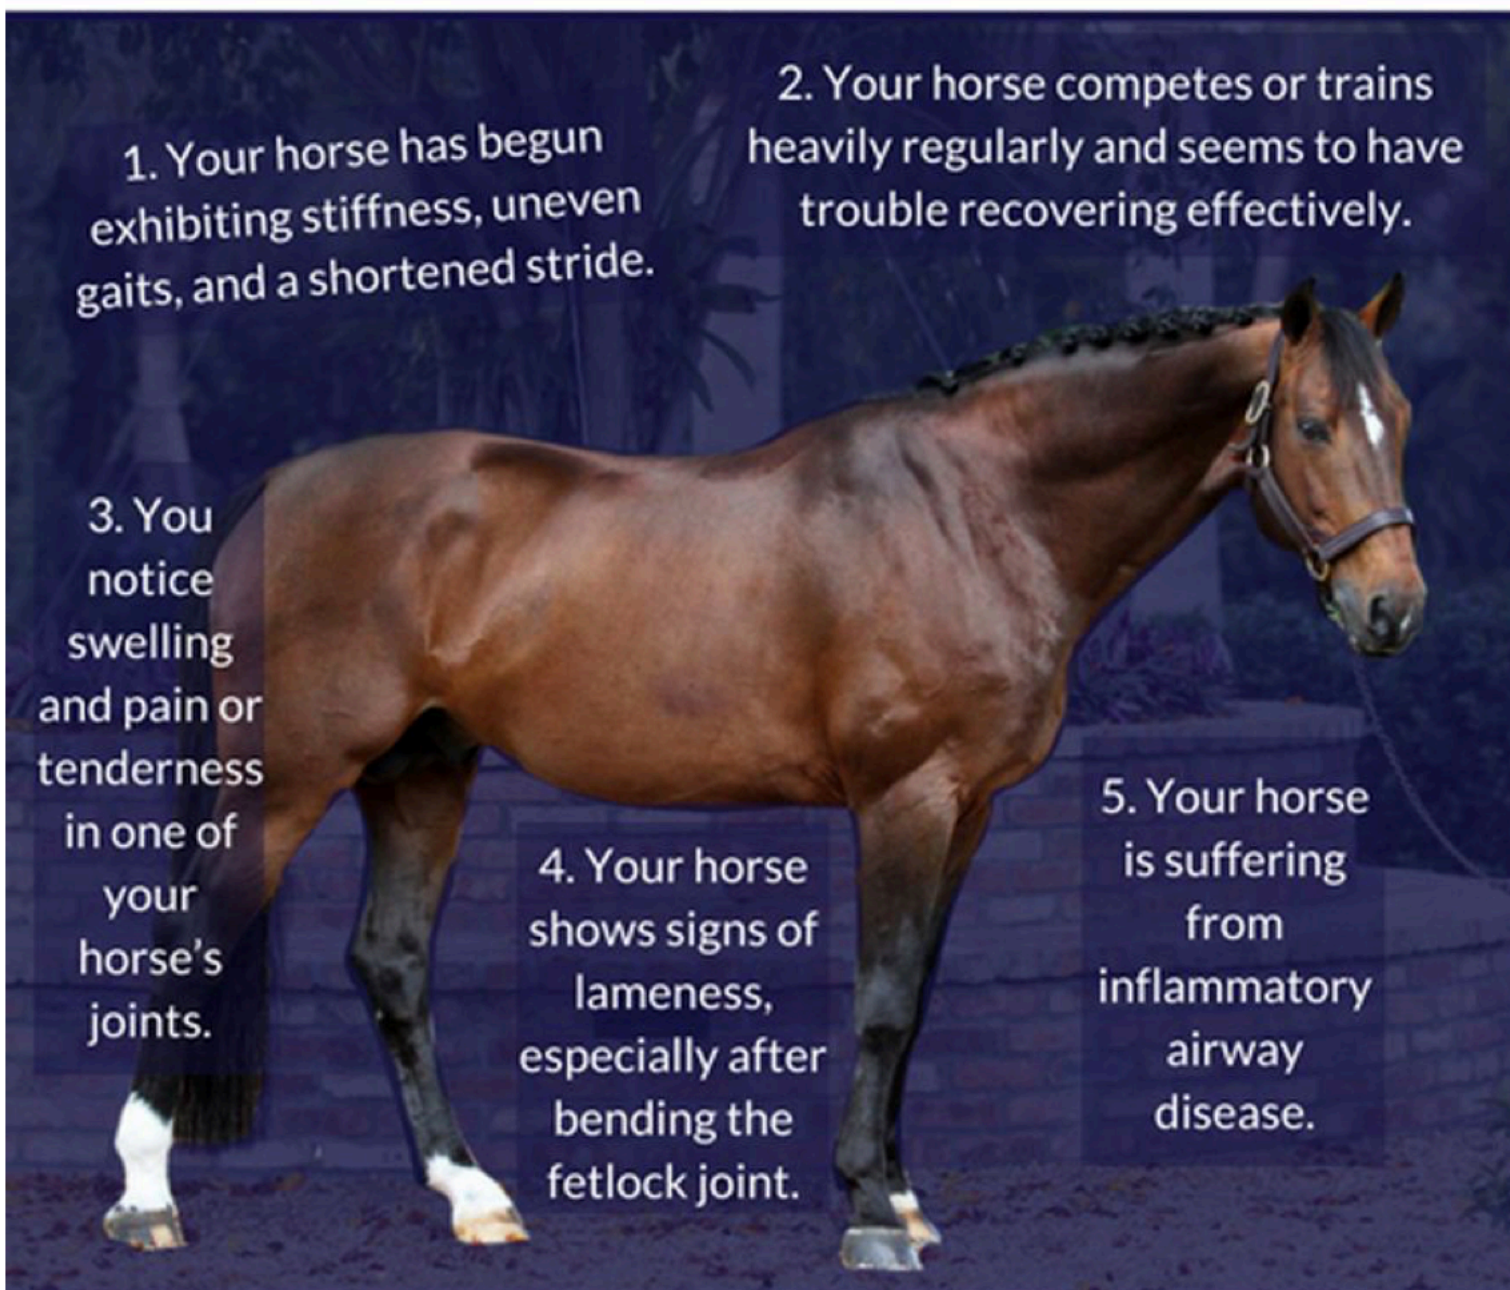 1. Your horse has begun
exhibiting stiffness, uneven
gaits, and a shortened stride.
2. Your horse competes or trains
heavily regularly and seems to have
trouble recovering effectively.
3. You
notice
swelling
and pain or
tenderness
in one of
your
horse’s
joints.
4. Your horse
shows signs of
lameness,
especially after
bending the
fetlock joint.
5. Your horse
is suffering
from
inflammatory
airway
disease.